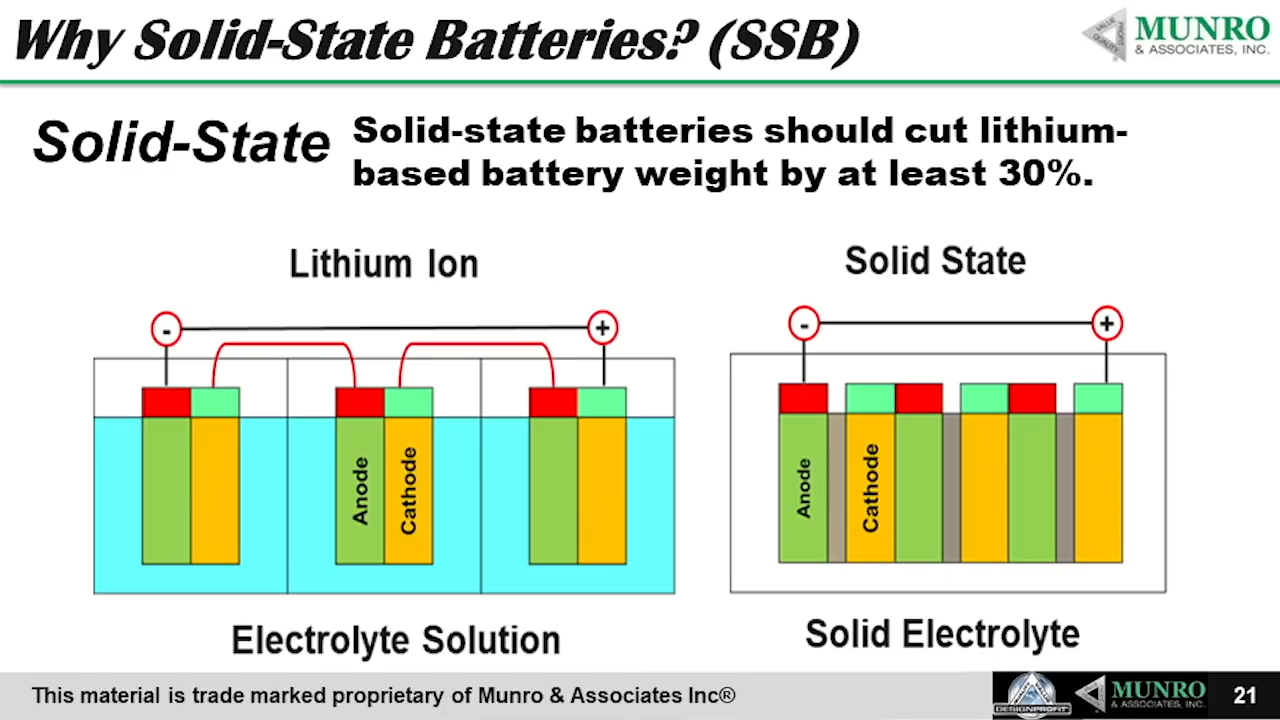 Why Solid-State Batteries? (SSB)
MUNRO
& ASSOCIATES, INC.
Solid-State
Solid-state batteries should cut lithium-
based battery weight by at least 30%.
Lithium Ion
Solid State
-
+
-
+
Anode
Cathode
Anode
Cathode
Electrolyte Solution
Solid Electrolyte
This material is trade marked proprietary of Munro & Associates Inc®
DESIGNPROFIT
MUNRO
& ASSOCIATES, INC.
21